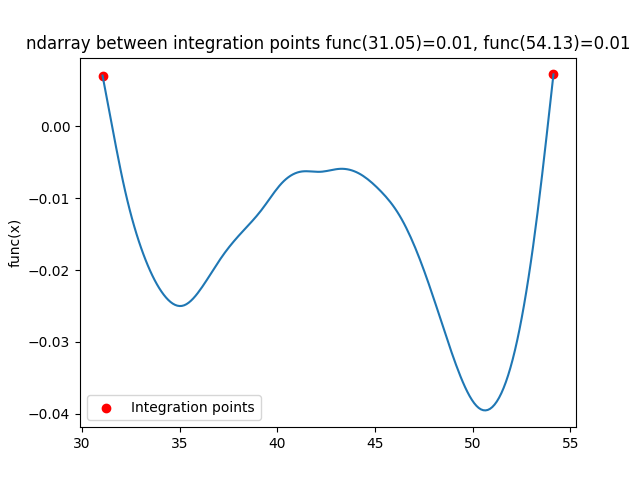 ndarray between integration points func(31.05)=0.01, func(54.13)=0.01
func(x)
0.00
−0.01
−0.02
−0.03
−0.04
Integration points
30 35 40 45 50 55